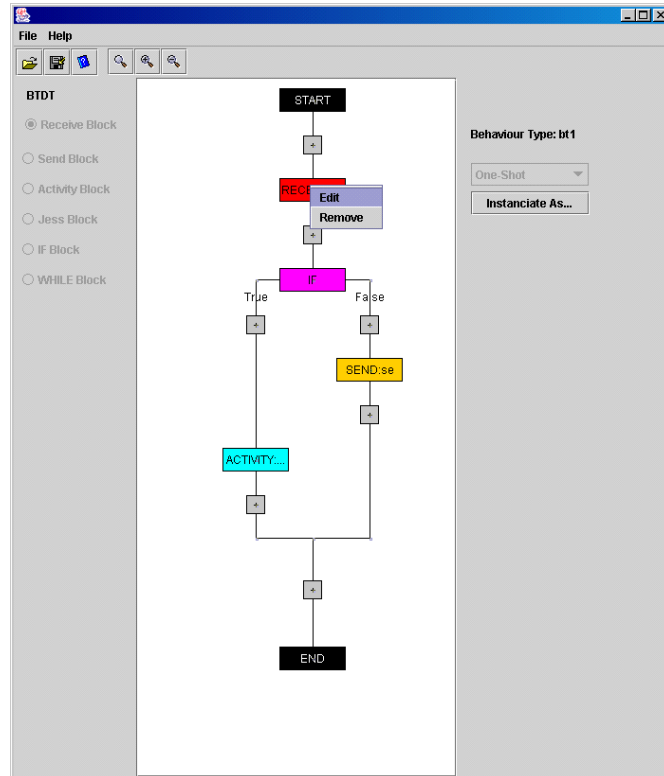 File Help
BTDT
Receive Block
Send Block
Activity Block
Jess Block
IF Block
WHILE Block
START
RECE
Edit
Remove
IF
True
False
SEND:se
ACTIVITY:...
END
Behaviour Type: bt1
One-Shot
Instanciate As...